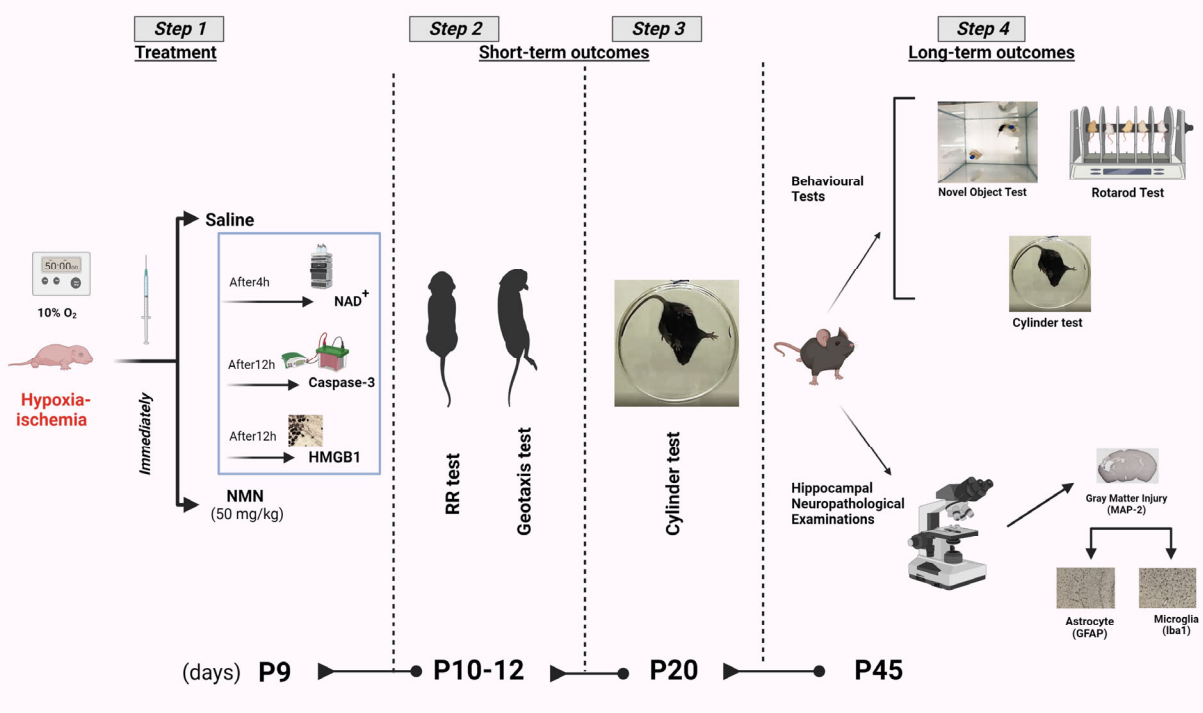 Step 1
Treatment
Step 2
Step 3
Short-term outcomes
Step 4
Long-term outcomes
50:00
10% O₂
Hypoxia-
ischemia
Immediately
Saline
After4h
NAD⁺
After12h
Caspase-3
After12h
HMGB1
NMN
(50 mg/kg)
RR test
Geotaxis test
Cylinder test
Behavioural
Tests
Novel Object Test
Rotarod Test
Cylinder test
Hippocampal
Neuropathological
Examinations
Gray Matter Injury
(MAP-2)
Astrocyte
(GFAP)
Microglia
(Iba1)
(days) P9 P10-12 P20 P45